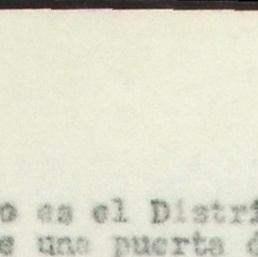 o es el Distri
e una puerta d